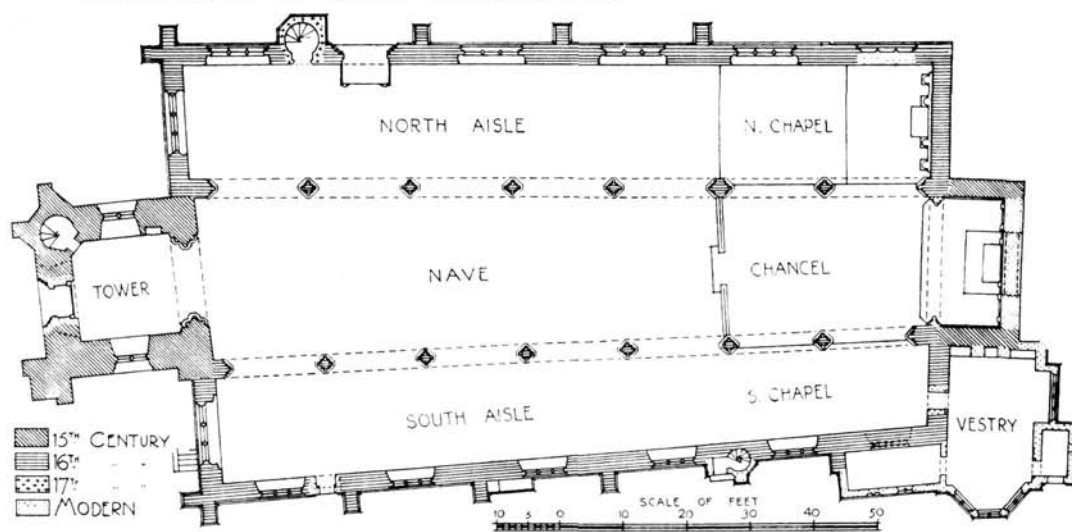 NORTH AISLE
N. CHAPEL
NAVE
CHANCEL
TOWER
SOUTH AISLE
S. CHAPEL
VESTRY
15TH CENTURY
16TH " "
MODERN
SCALE OF FEET
10 5 0 10 20 30 40 50